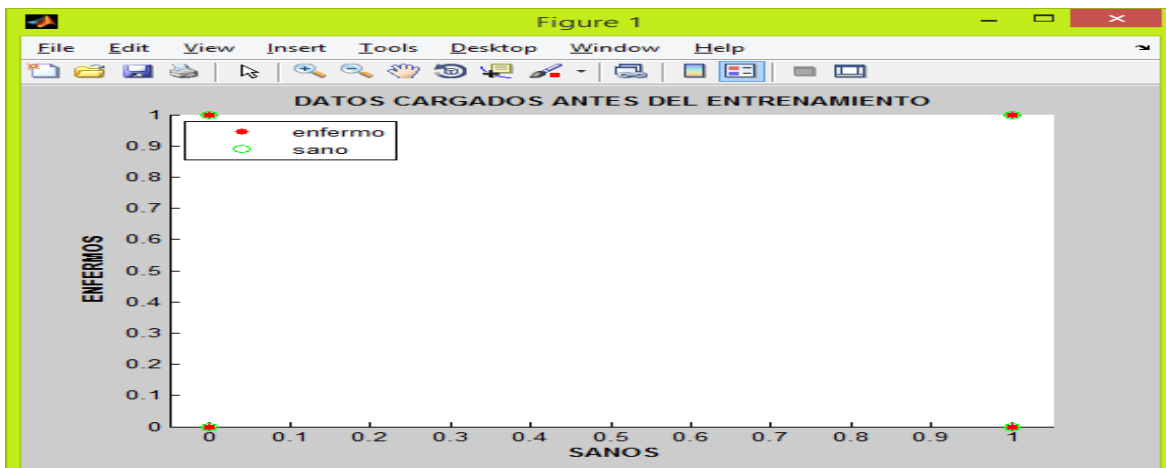 Figure 1
File Edit View Insert Tools Desktop Window Help
DATOS CARGADOS ANTES DEL ENTRENAMIENTO
enfermo
sano
ENFERMOS
1
0.9
0.8
0.7
0.6
0.5
0.4
0.3
0.2
0.1
0
0 0.1 0.2 0.3 0.4 0.5 0.6 0.7 0.8 0.9 1
SANOS